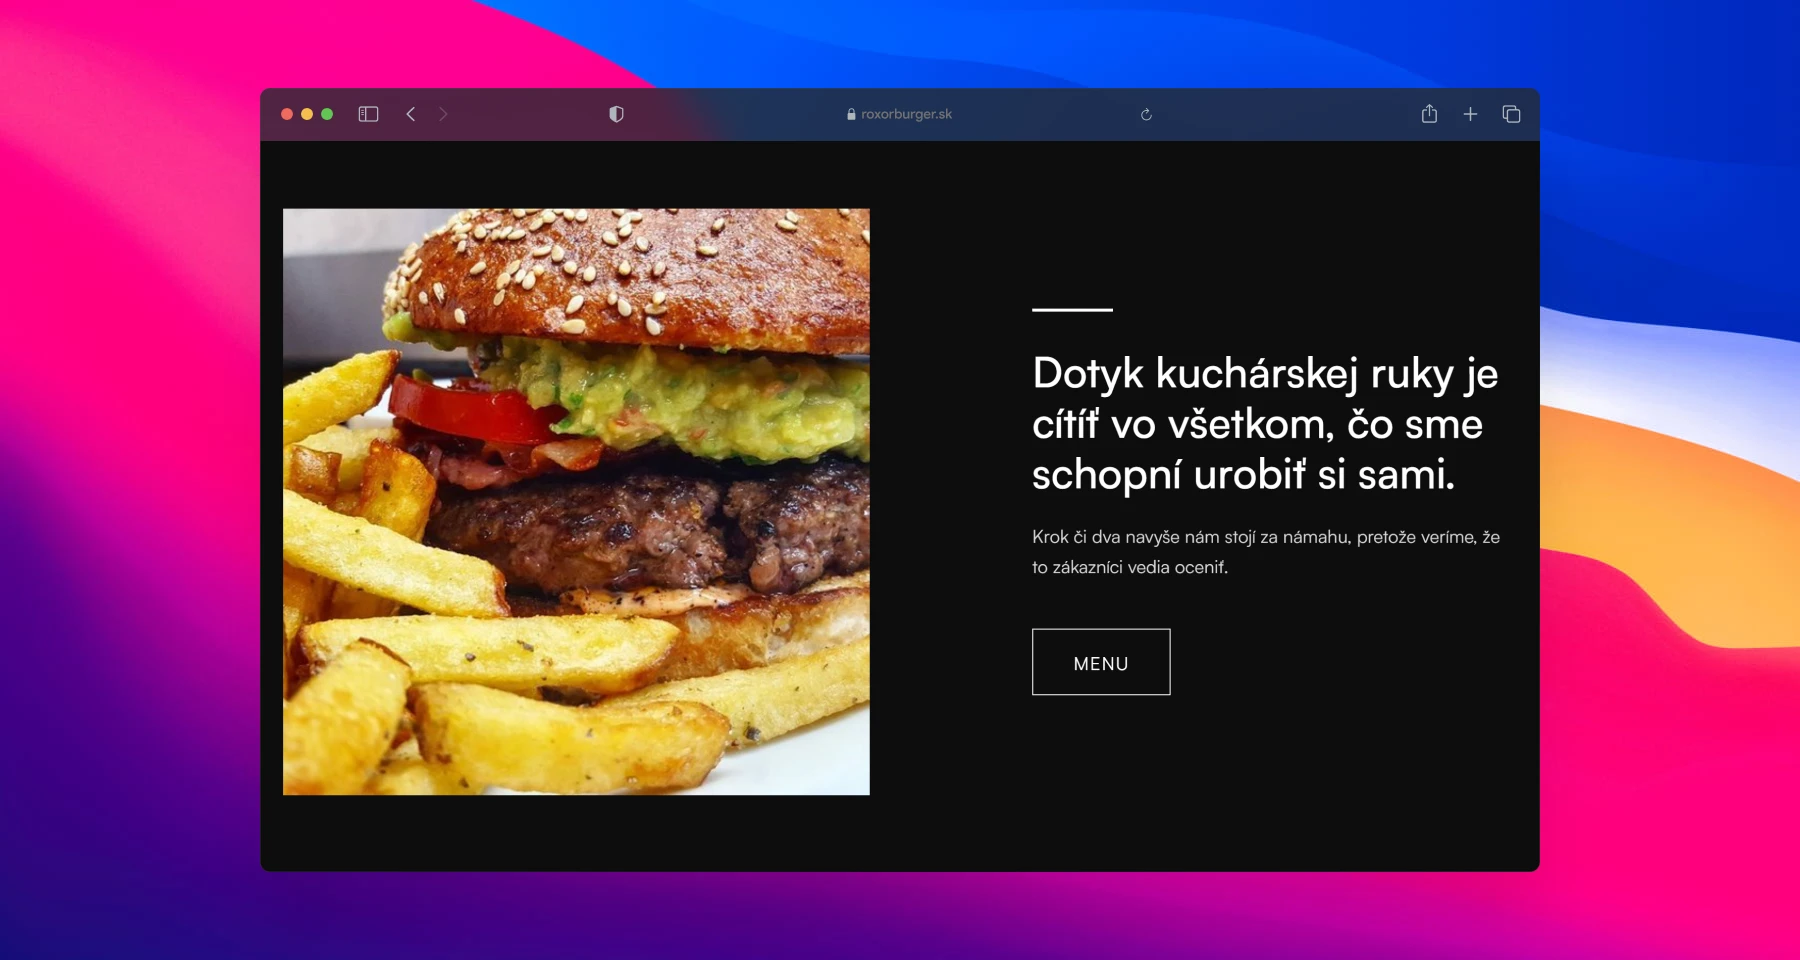 roxorburger.sk
Dotyk kuchárskej ruky je
cítíť vo všetkom, čo sme
schopní urobiť si sami.
Krok či dva navyše nám stojí za námahu, pretože veríme, že
to zákazníci vedia oceniť.
MENU